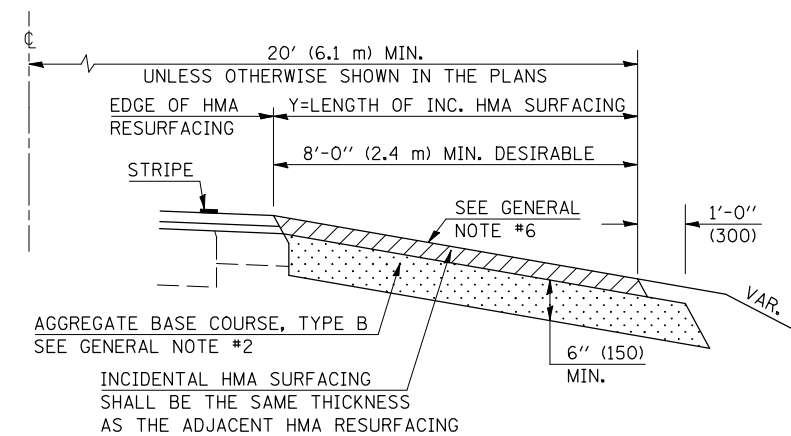 ℄
20' (6.1 m) MIN.
UNLESS OTHERWISE SHOWN IN THE PLANS
EDGE OF HMA
RESURFACING
Y=LENGTH OF INC. HMA SURFACING
8'-0'' (2.4 m) MIN. DESIRABLE
STRIPE
SEE GENERAL
NOTE #6
1'-0''
(300)
VAR.
AGGREGATE BASE COURSE, TYPE B
SEE GENERAL NOTE #2
6'' (150)
MIN.
INCIDENTAL HMA SURFACING
SHALL BE THE SAME THICKNESS
AS THE ADJACENT HMA RESURFACING